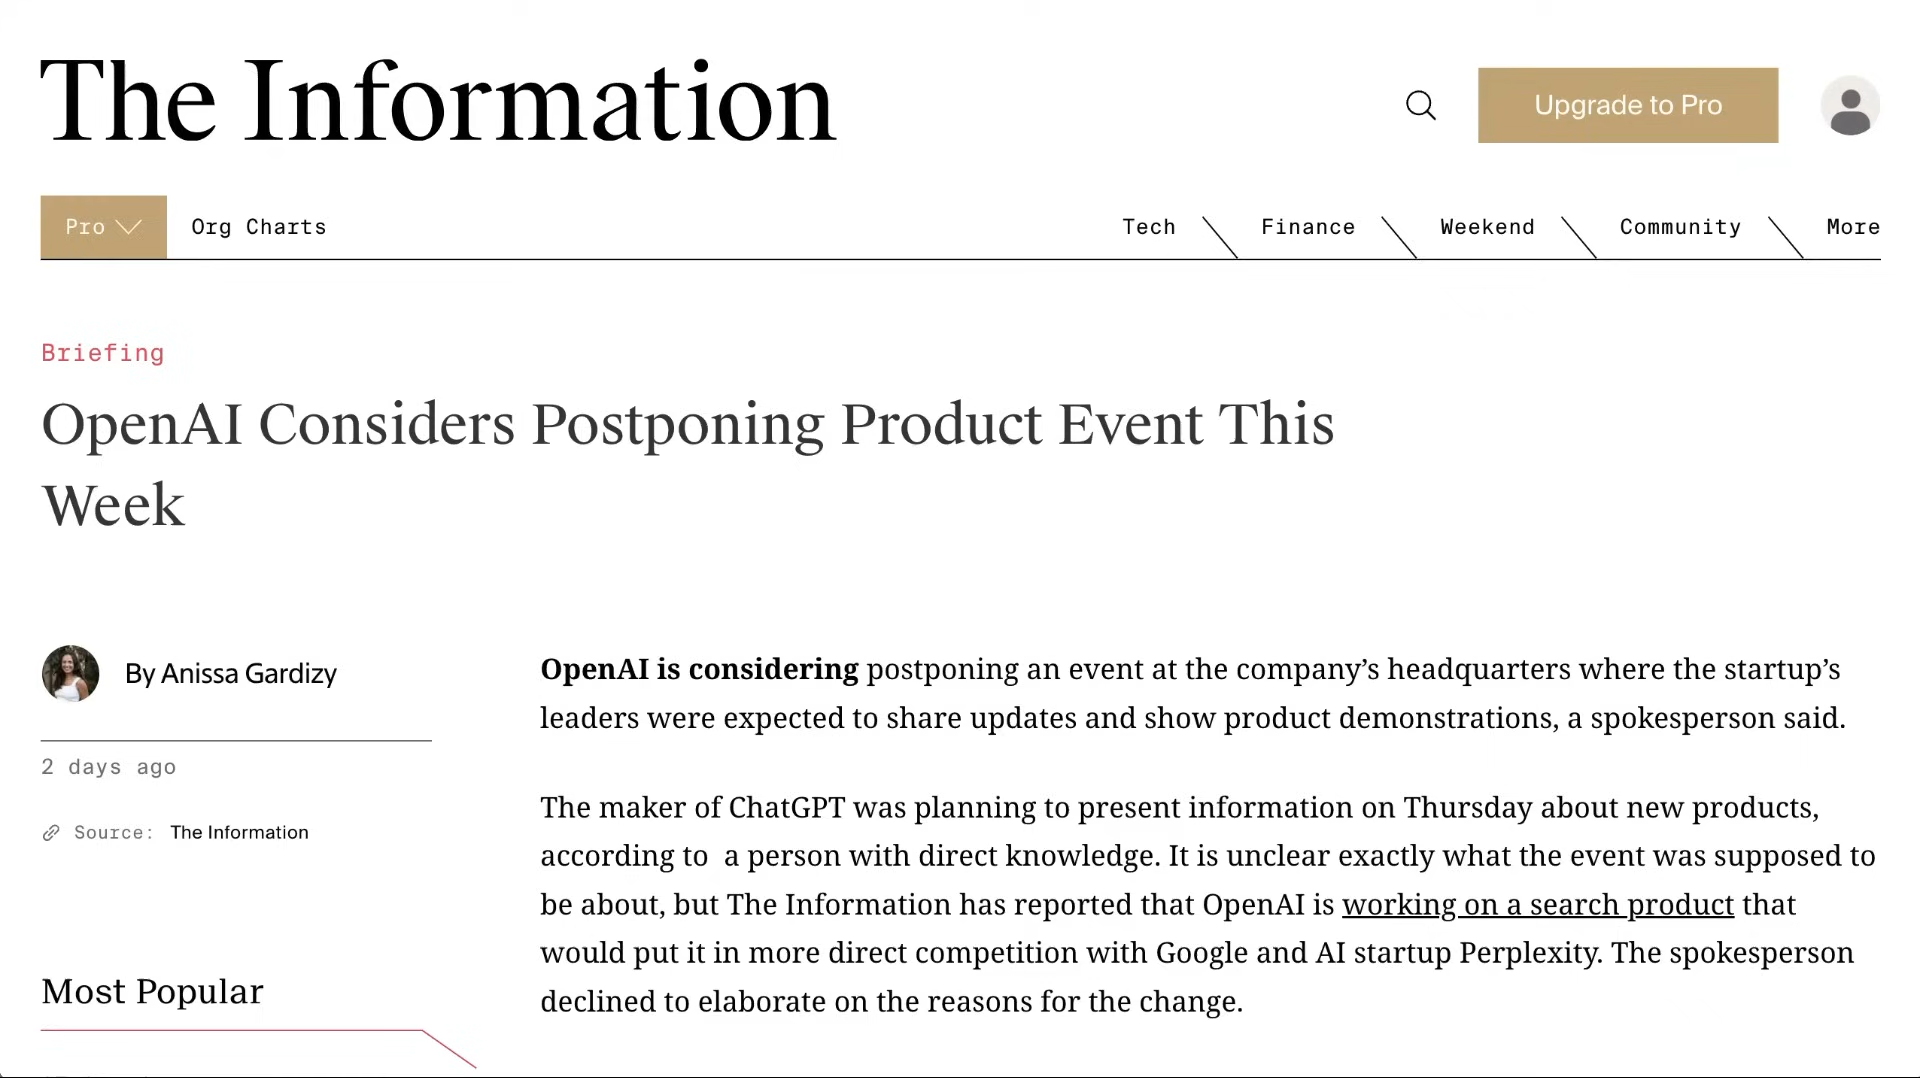 The Information
Upgrade to Pro
Pro
Org Charts
Tech
Finance
Weekend
Community
More
Briefing
OpenAI Considers Postponing Product Event This
Week
By Anissa Gardizy
2 days ago
Source: The Information
Most Popular
OpenAI is considering postponing an event at the company’s headquarters where the startup’s
leaders were expected to share updates and show product demonstrations, a spokesperson said.
The maker of ChatGPT was planning to present information on Thursday about new products,
according to  a person with direct knowledge. It is unclear exactly what the event was supposed to
be about, but The Information has reported that OpenAI is working on a search product that
would put it in more direct competition with Google and AI startup Perplexity. The spokesperson
declined to elaborate on the reasons for the change.